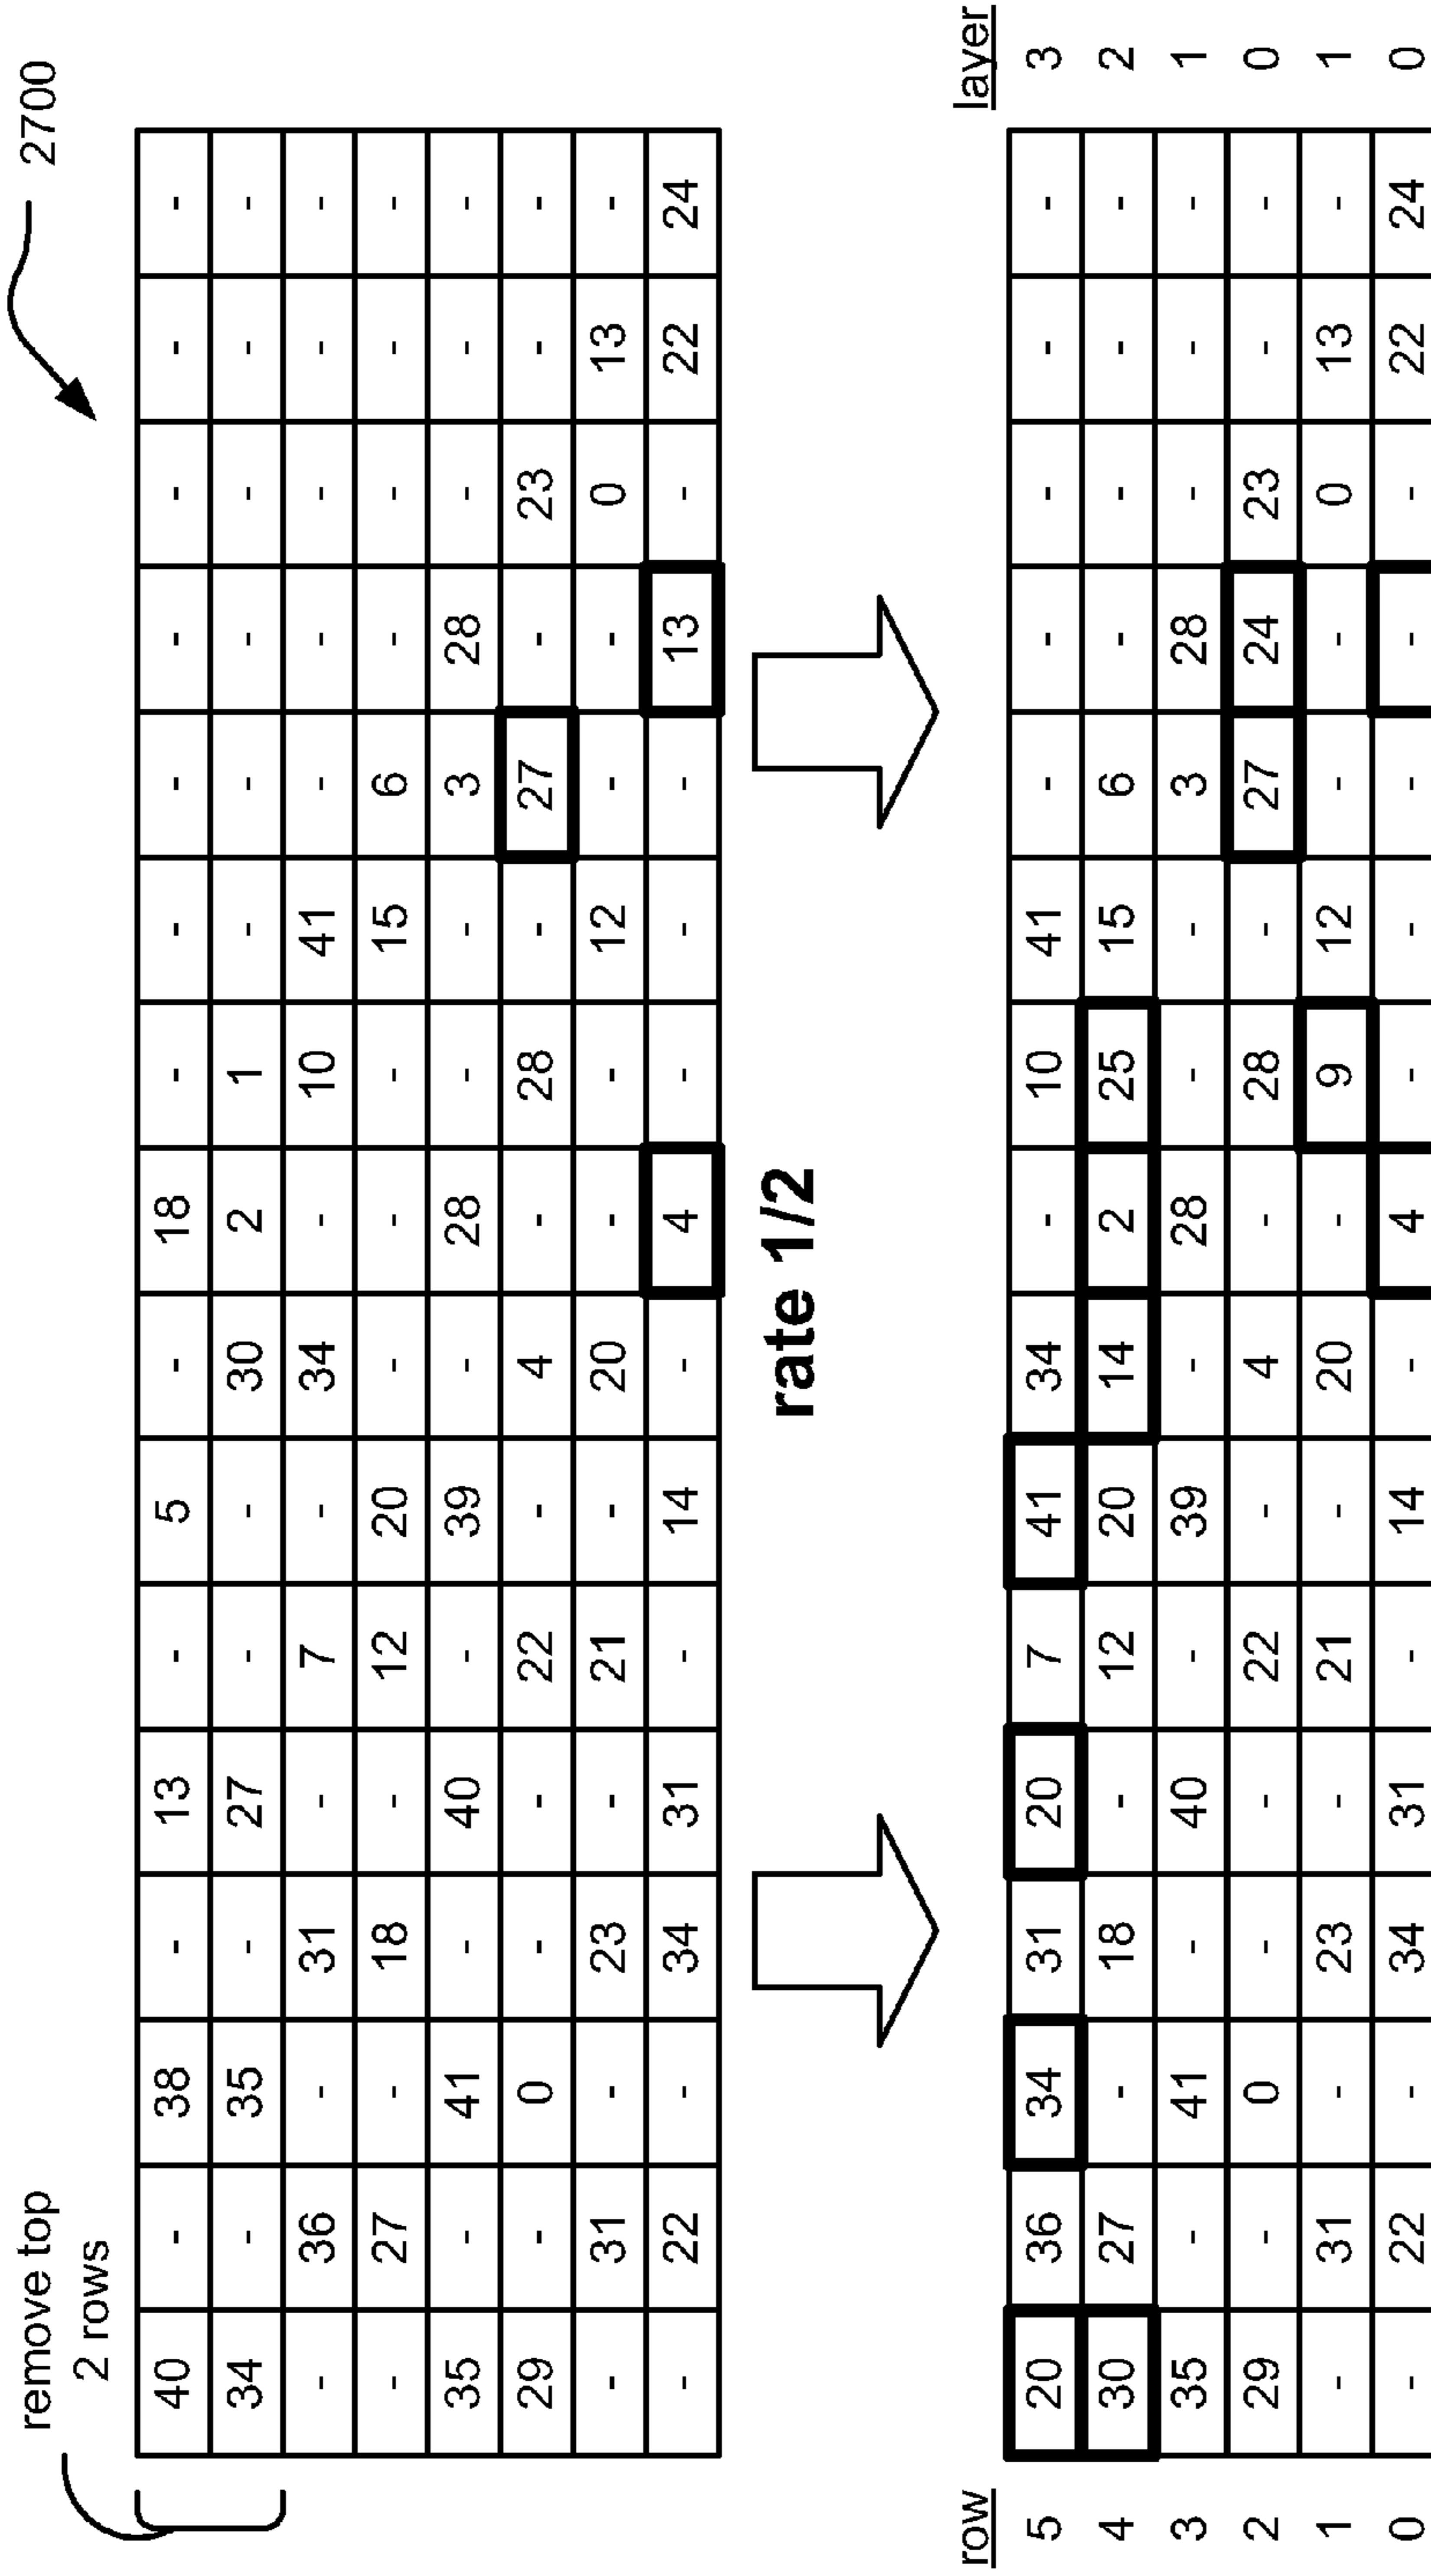 2700
remove top
2 rows
40 - 38 - 13 - 5 - 18 - - - - - - -
34 - 35 - 27 - - 30 2 1 - - - - - -
- 36 - 31 - 7 - 34 - 10 41 - - - - -
- 27 - 18 - 12 20 - - - 15 6 - - - -
35 - 41 - 40 - 39 - 28 - - 3 28 - - -
29 - 0 - - 22 - 4 - 28 - 27 - 23 - -
- 31 - 23 - 21 - 20 - - 12 - - 0 13 -
- 22 - 34 31 - 14 - 4 - - - 13 - 22 24
rate 1/2
row layer
5 20 36 34 31 20 7 41 34 - 10 41 - - - - - 3
4 30 27 - 18 - 12 20 14 2 25 15 6 - - - - 2
3 35 - 41 - 40 - 39 - 28 - - 3 28 - - - 1
2 29 - 0 - - 22 - 4 - 28 - 27 24 23 - - 0
1 - 31 - 23 - 21 - 20 - 9 12 - - 0 13 - 1
0 - 22 - 34 31 - 14 - 4 - - - - - 22 24 0